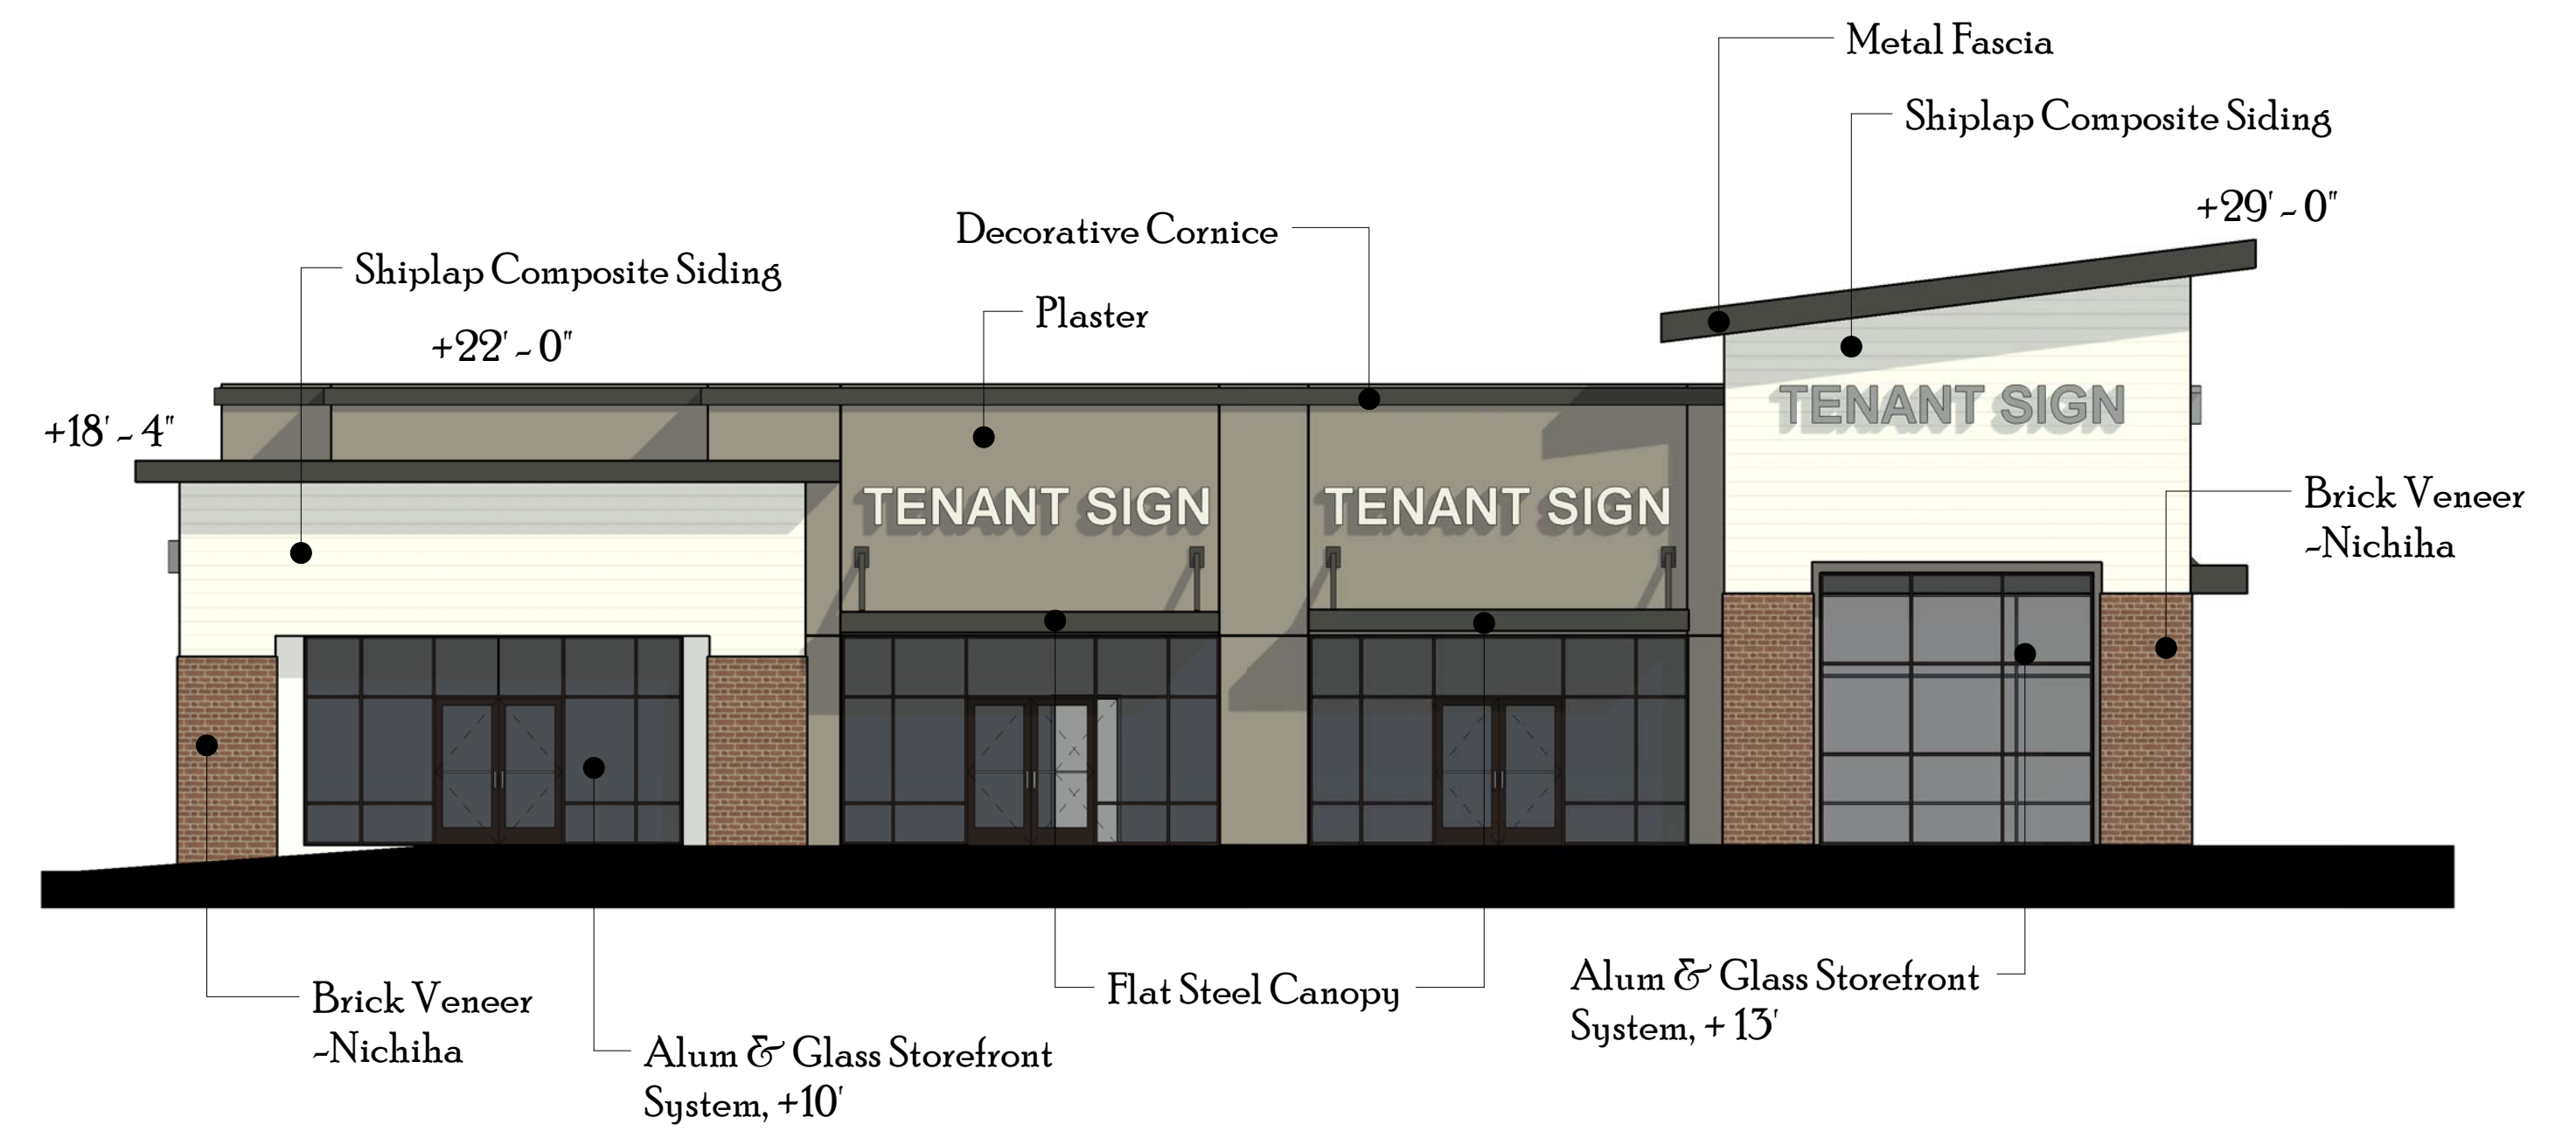 Metal Fascia
Shiplap Composite Siding
+29' - 0"
Decorative Cornice
Shiplap Composite Siding
Plaster
+22' - 0"
+18' - 4"
TENANT SIGN
TENANT SIGN
TENANT SIGN
Brick Veneer
-Nichiha
Flat Steel Canopy
Alum & Glass Storefront
System, + 13'
Brick Veneer
-Nichiha
Alum & Glass Storefront
System, +10'